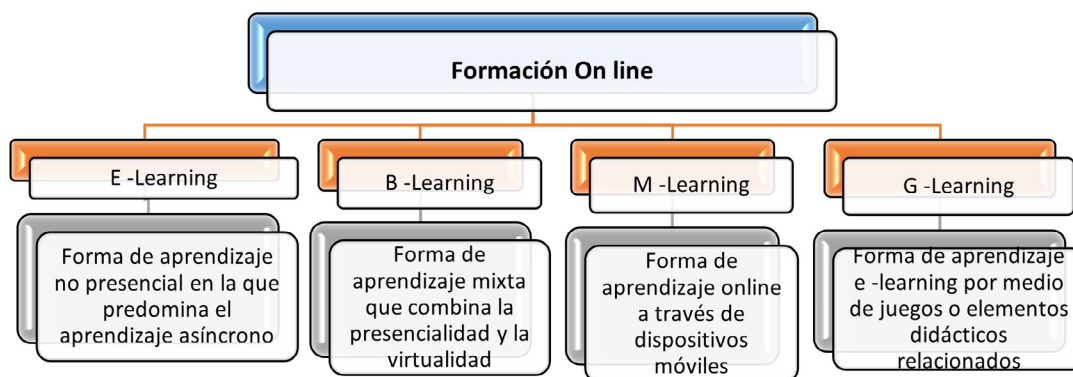 Formación On line
E -Learning
B -Learning
M -Learning
G -Learning
Forma de aprendizaje
no presencial en la que
predomina el
aprendizaje asíncrono
Forma de
aprendizaje mixta
que combina la
presencialidad y la
virtualidad
Forma de
aprendizaje online
a través de
dispositivos
móviles
Forma de aprendizaje
e -learning por medio
de juegos o elementos
didácticos
relacionados